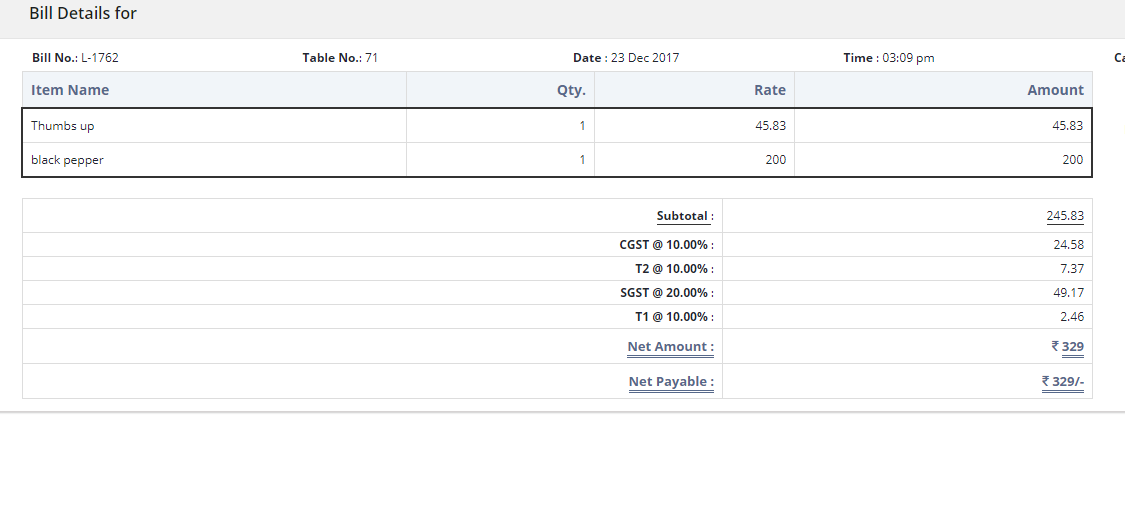 Bill Details for
Bill No.: L-1762 Table No.: 71 Date : 23 Dec 2017 Time : 03:09 pm
Item Name Qty. Rate Amount
Thumbs up 1 45.83 45.83
black pepper 1 200 200
Subtotal : 245.83
CGST @ 10.00% : 24.58
T2 @ 10.00% : 7.37
SGST @ 20.00% : 49.17
T1 @ 10.00% : 2.46
Net Amount : ₹ 329
Net Payable : ₹ 329/-